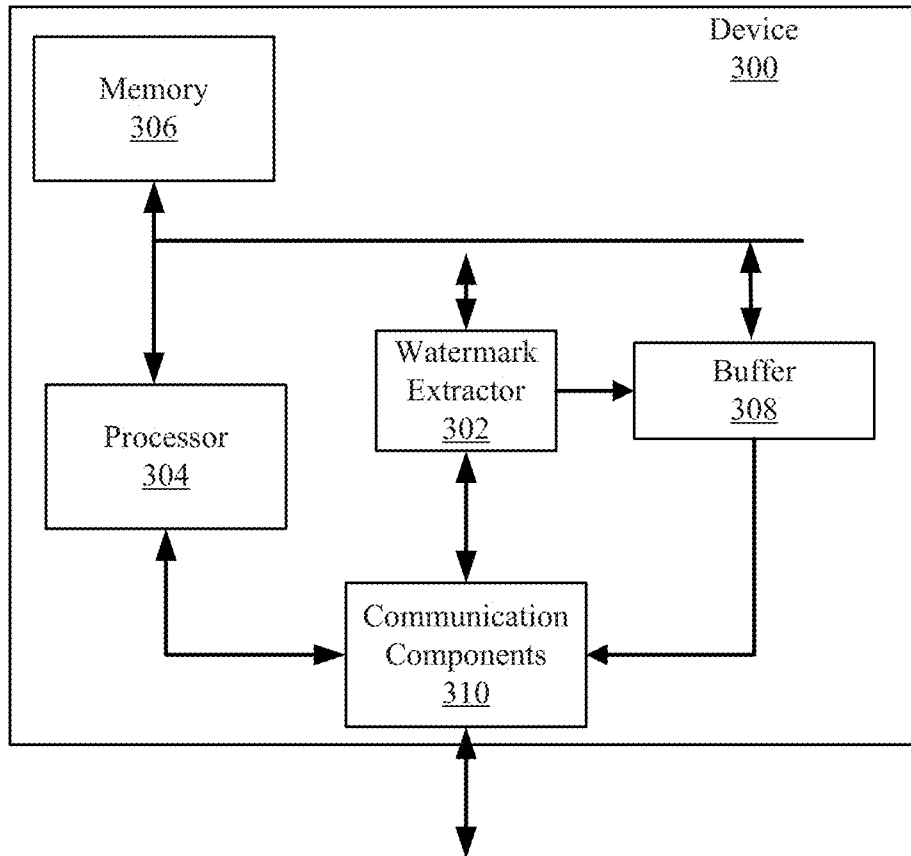 Device
300
Memory
306
Watermark
Extractor
302
Buffer
308
Processor
304
Communication
Components
310